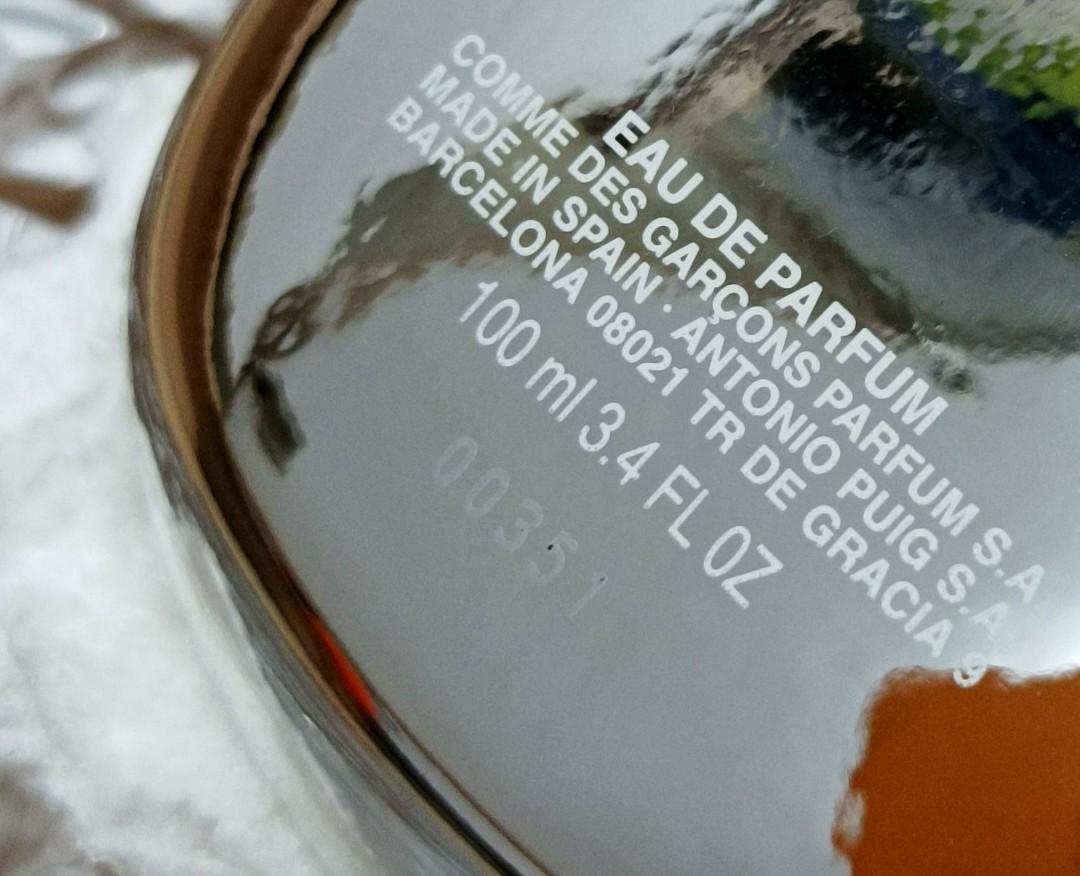 EAU DE PARFUM
COMME DES GARÇONS PARFUM S.A.
MADE IN SPAIN · ANTONIO PUIG S.A.
BARCELONA 08021 TR DE GRACIA 9
100 ml 3.4 FL OZ
00351